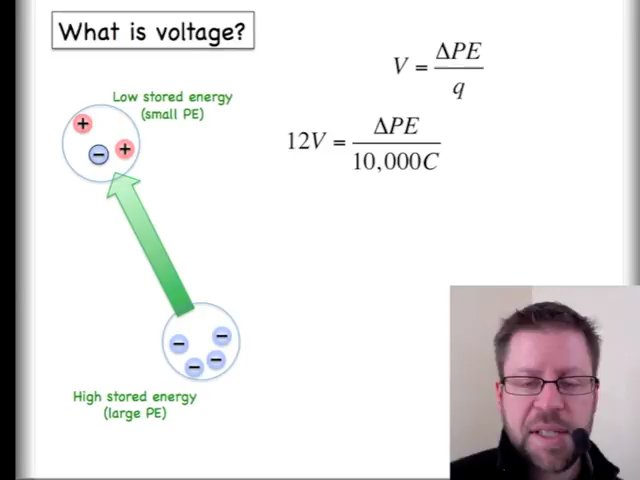 What is voltage?
V = ΔPE / q
Low stored energy
(small PE)
+
− +
12V = ΔPE / 10,000C
− −
− −
High stored energy
(large PE)